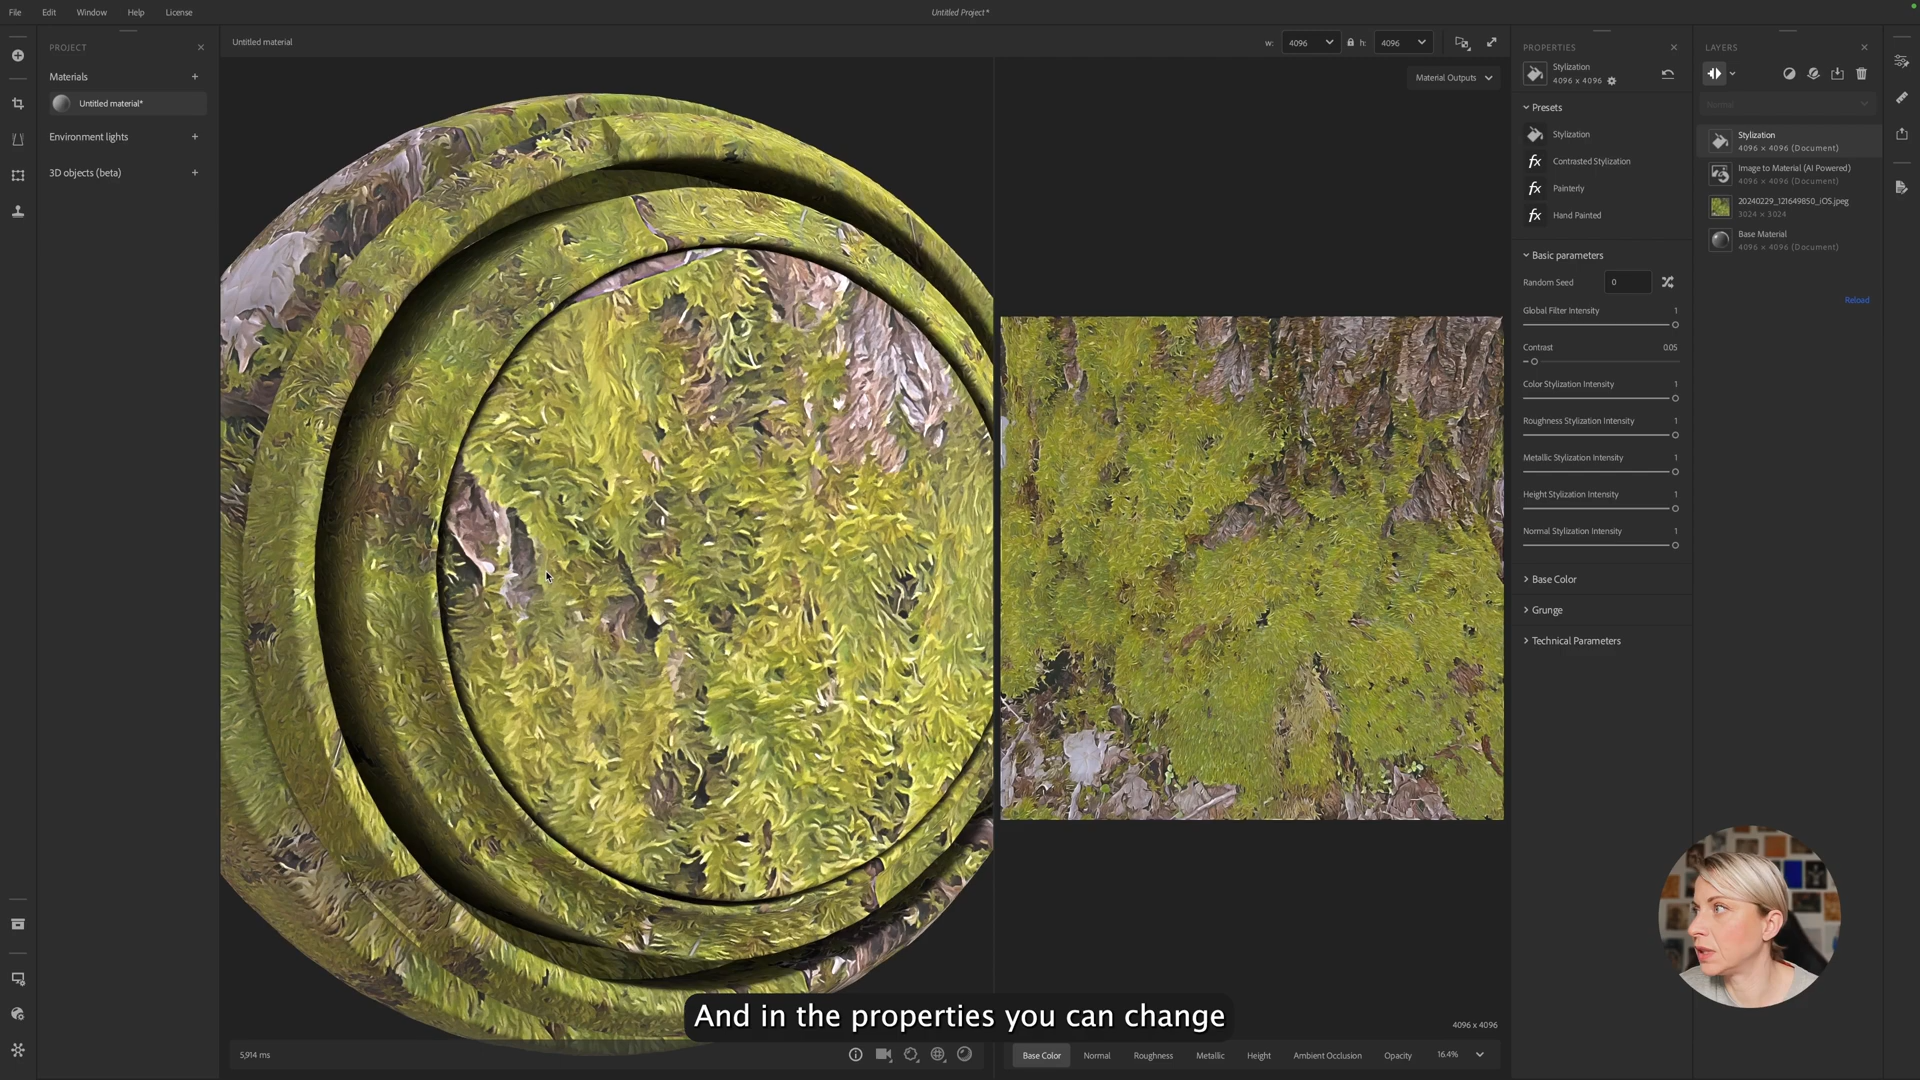 File Edit Window Help License
Untitled Project*
PROJECT
Materials
Untitled material*
Environment lights
3D objects (beta)
Untitled material
w: 4096 h: 4096
Material Outputs
4096 x 4096
5,914 ms
Base Color Normal Roughness Metallic Height Ambient Occlusion Opacity 16.4%
PROPERTIES
Stylization
4096 x 4096
Presets
Stylization
fx Contrasted Stylization
fx Painterly
fx Hand Painted
Basic parameters
Random Seed 0
Global Filter Intensity 1
Contrast 0.05
Color Stylization Intensity 1
Roughness Stylization Intensity 1
Metallic Stylization Intensity 1
Height Stylization Intensity 1
Normal Stylization Intensity 1
Base Color
Grunge
Technical Parameters
LAYERS
Normal
Stylization
4096 × 4096 (Document)
Image to Material (AI Powered)
4096 × 4096 (Document)
20240229_121649850_iOS.jpeg
3024 × 3024
Base Material
4096 × 4096 (Document)
Reload
And in the properties you can change